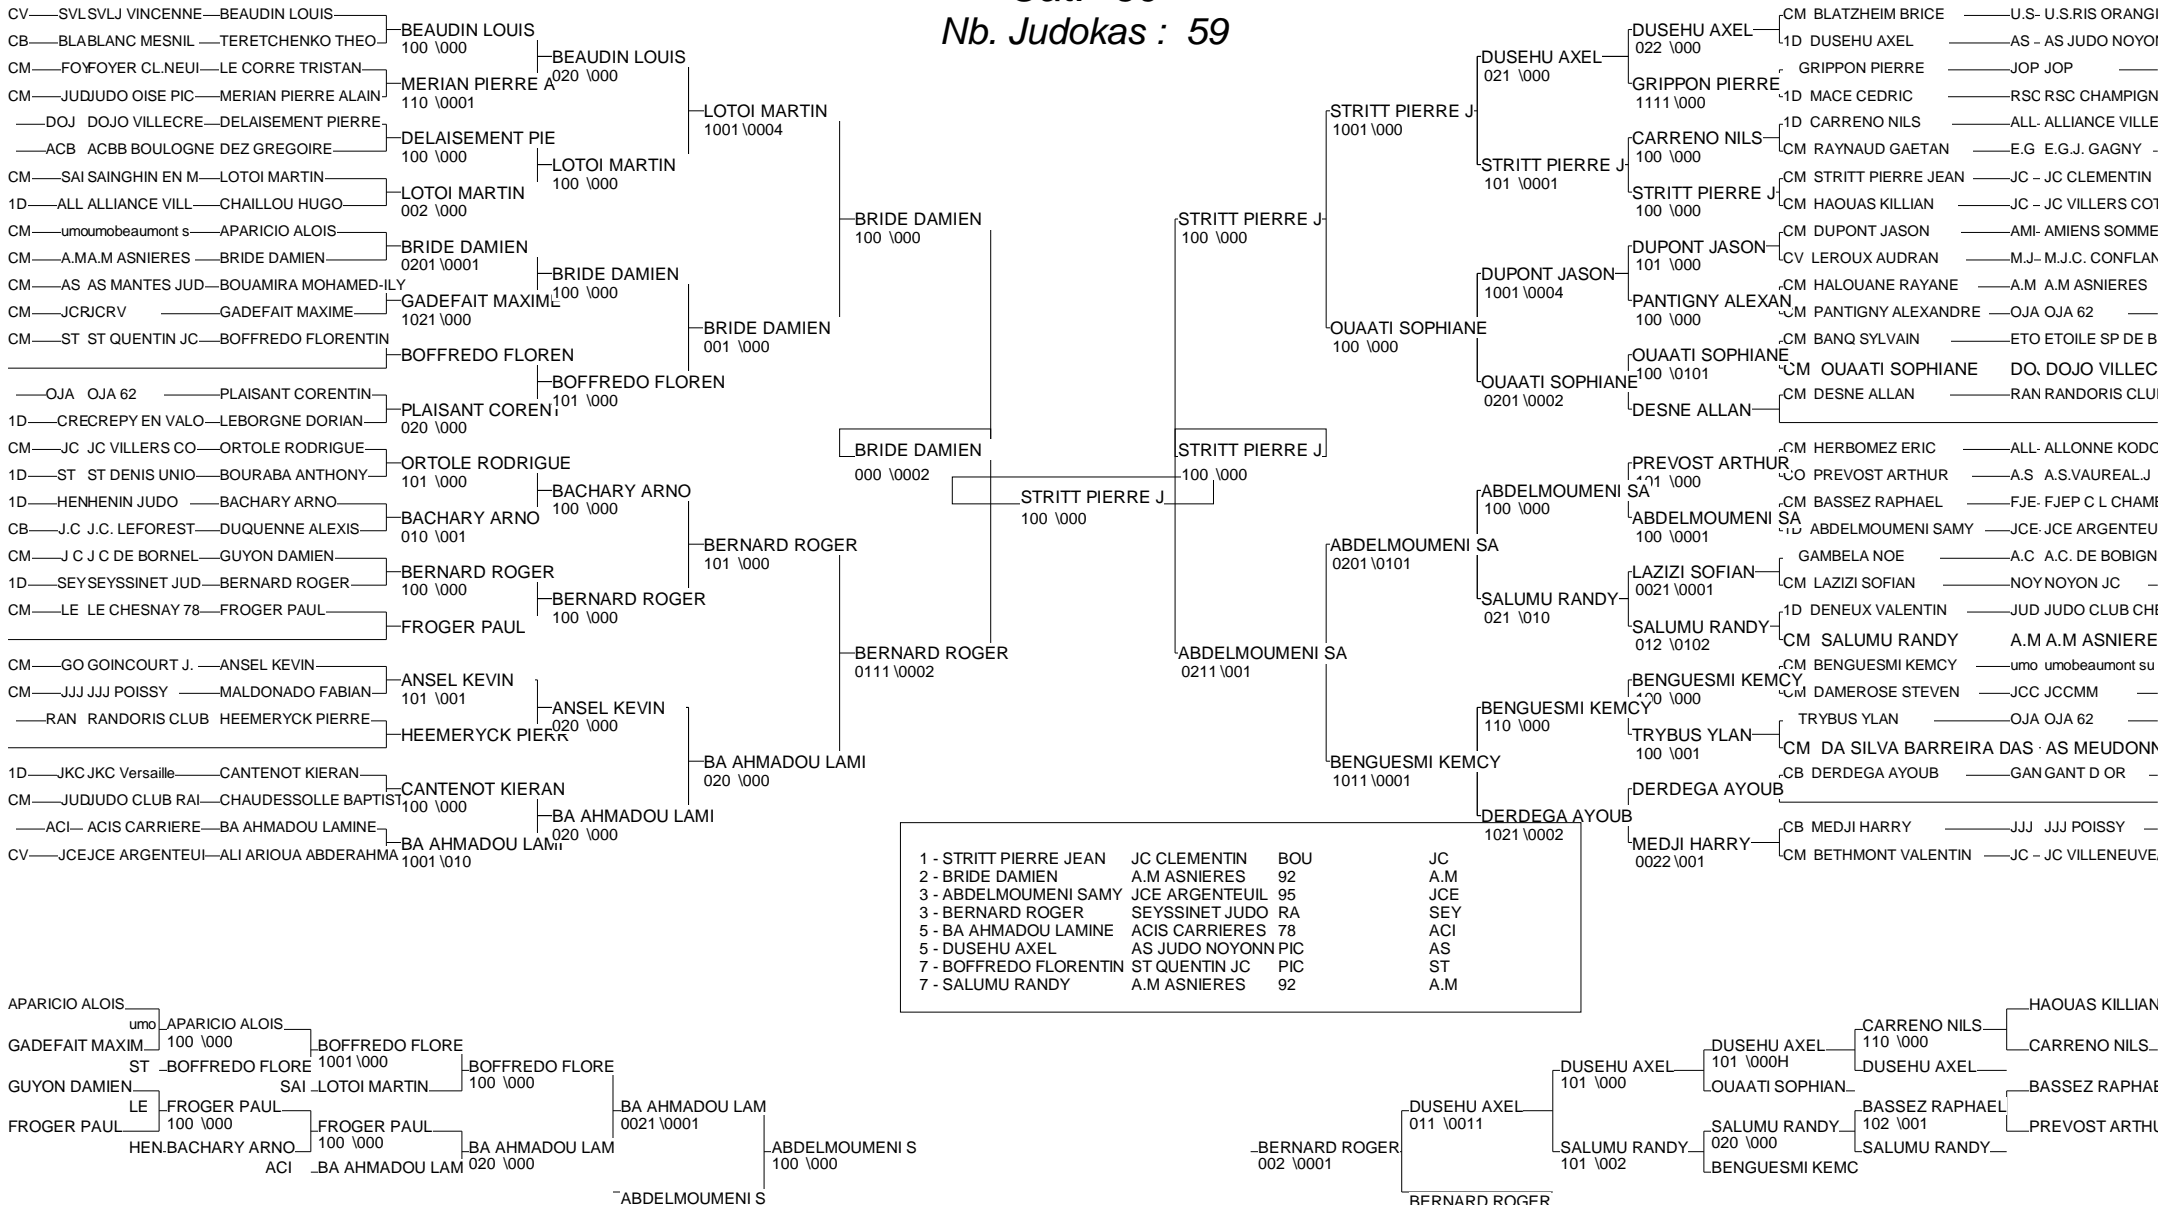 Nb. Judokas : 59
CV SVL SVLJ VINCENNE BEAUDIN LOUIS
CB BLA BLANC MESNIL TERETCHENKO THEO
CM FOY FOYER CL.NEUI LE CORRE TRISTAN
CM JUD JUDO OISE PIC MERIAN PIERRE ALAIN
DOJ DOJO VILLECRE DELAISEMENT PIERRE
ACB ACBB BOULOGNE DEZ GREGOIRE
CM SAI SAINGHIN EN M LOTOI MARTIN
1D ALL ALLIANCE VILL CHAILLOU HUGO
CM umo umobeaumont s APARICIO ALOIS
CM A.M A.M ASNIERES BRIDE DAMIEN
CM AS AS MANTES JUD BOUAMIRA MOHAMED-ILY
CM JCR JCRV GADEFAIT MAXIME
CM ST ST QUENTIN JC BOFFREDO FLORENTIN
OJA OJA 62 PLAISANT CORENTIN
1D CRE CREPY EN VALO LEBORGNE DORIAN
CM JC JC VILLERS CO ORTOLE RODRIGUE
1D ST ST DENIS UNIO BOURABA ANTHONY
1D HEN HENIN JUDO BACHARY ARNO
CB J.C J.C. LEFOREST DUQUENNE ALEXIS
CM J C J C DE BORNEL GUYON DAMIEN
1D SEY SEYSSINET JUD BERNARD ROGER
CM LE LE CHESNAY 78 FROGER PAUL
CM GO GOINCOURT J. ANSEL KEVIN
CM JJJ JJJ POISSY MALDONADO FABIAN
RAN RANDORIS CLUB HEEMERYCK PIERRE
1D JKC JKC Versaille CANTENOT KIERAN
CM JUD JUDO CLUB RAI CHAUDESSOLLE BAPTIST
ACI ACIS CARRIERE BA AHMADOU LAMINE
CV JCE JCE ARGENTEUI ALI ARIOUA ABDERAHMA
BEAUDIN LOUIS
100 \000
MERIAN PIERRE A
110 \0001
DELAISEMENT PIE
100 \000
LOTOI MARTIN
002 \000
BRIDE DAMIEN
0201 \0001
GADEFAIT MAXIME
1021 \000
BOFFREDO FLOREN
PLAISANT CORENT
020 \000
ORTOLE RODRIGUE
101 \000
BACHARY ARNO
010 \001
BERNARD ROGER
100 \000
FROGER PAUL
ANSEL KEVIN
101 \001
HEEMERYCK PIERR
CANTENOT KIERAN
100 \000
BA AHMADOU LAMI
1001 \010
BEAUDIN LOUIS
020 \000
LOTOI MARTIN
100 \000
BRIDE DAMIEN
100 \000
BOFFREDO FLOREN
101 \000
BACHARY ARNO
100 \000
BERNARD ROGER
100 \000
ANSEL KEVIN
020 \000
BA AHMADOU LAMI
020 \000
LOTOI MARTIN
1001 \0004
BRIDE DAMIEN
001 \000
BERNARD ROGER
101 \000
BA AHMADOU LAMI
020 \000
BRIDE DAMIEN
100 \000
BERNARD ROGER
0111 \0002
BRIDE DAMIEN
000 \0002
STRITT PIERRE J
100 \000
STRITT PIERRE J
100 \000
STRITT PIERRE J
100 \000
ABDELMOUMENI SA
0211 \001
STRITT PIERRE J
1001 \000
OUAATI SOPHIANE
100 \000
ABDELMOUMENI SA
0201 \0101
BENGUESMI KEMCY
1011 \0001
DUSEHU AXEL
021 \000
STRITT PIERRE J
101 \0001
DUPONT JASON
1001 \0004
OUAATI SOPHIANE
0201 \0002
ABDELMOUMENI SA
100 \000
SALUMU RANDY
021 \010
BENGUESMI KEMCY
110 \000
DERDEGA AYOUB
1021 \0002
DUSEHU AXEL
022 \000
GRIPPON PIERRE
1111 \000
CARRENO NILS
100 \000
STRITT PIERRE J
100 \000
DUPONT JASON
101 \000
PANTIGNY ALEXAN
100 \000
OUAATI SOPHIANE
100 \0101
DESNE ALLAN
PREVOST ARTHUR
101 \000
ABDELMOUMENI SA
100 \0001
LAZIZI SOFIAN
0021 \0001
SALUMU RANDY
012 \0102
BENGUESMI KEMCY
100 \000
TRYBUS YLAN
100 \001
DERDEGA AYOUB
MEDJI HARRY
0022 \001
CM BLATZHEIM BRICE U.S U.S.RIS ORANGI
1D DUSEHU AXEL AS AS JUDO NOYON
GRIPPON PIERRE JOP JOP
1D MACE CEDRIC RSC RSC CHAMPIGN
1D CARRENO NILS ALL ALLIANCE VILLE
CM RAYNAUD GAETAN E.G E.G.J. GAGNY
CM STRITT PIERRE JEAN JC JC CLEMENTIN
CM HAOUAS KILLIAN JC JC VILLERS COT
CM DUPONT JASON AMI AMIENS SOMME
CV LEROUX AUDRAN M.J M.J.C. CONFLAN
CM HALOUANE RAYANE A.M A.M ASNIERES
CM PANTIGNY ALEXANDRE OJA OJA 62
CM BANQ SYLVAIN ETO ETOILE SP DE B
CM OUAATI SOPHIANE DO. DOJO VILLEC
CM DESNE ALLAN RAN RANDORIS CLU
CM HERBOMEZ ERIC ALL ALLONNE KODO
CO PREVOST ARTHUR A.S A.S.VAUREAL.J
CM BASSEZ RAPHAEL FJE FJEP C L CHAM
1D ABDELMOUMENI SAMY JCE JCE ARGENTEU
GAMBELA NOE A.C A.C. DE BOBIGN
CM LAZIZI SOFIAN NOY NOYON JC
1D DENEUX VALENTIN JUD JUDO CLUB CHE
CM SALUMU RANDY A.M A.M ASNIERE
CM BENGUESMI KEMCY umo umobeaumont su
CM DAMEROSE STEVEN JCC JCCMM
TRYBUS YLAN OJA OJA 62
CM DA SILVA BARREIRA DAS AS MEUDONN
CB DERDEGA AYOUB GAN GANT D OR
CB MEDJI HARRY JJJ JJJ POISSY
CM BETHMONT VALENTIN JC JC VILLENEUVE
1 - STRITT PIERRE JEAN JC CLEMENTIN BOU JC
2 - BRIDE DAMIEN A.M ASNIERES 92 A.M
3 - ABDELMOUMENI SAMY JCE ARGENTEUIL 95 JCE
3 - BERNARD ROGER SEYSSINET JUDO RA SEY
5 - BA AHMADOU LAMINE ACIS CARRIERES 78 ACI
5 - DUSEHU AXEL AS JUDO NOYONN PIC AS
7 - BOFFREDO FLORENTIN ST QUENTIN JC PIC ST
7 - SALUMU RANDY A.M ASNIERES 92 A.M
APARICIO ALOIS
umo
GADEFAIT MAXIM
ST
GUYON DAMIEN
LE
FROGER PAUL
HEN
APARICIO ALOIS
100 \000
BOFFREDO FLORE
FROGER PAUL
100 \000
BACHARY ARNO
BOFFREDO FLORE
1001 \000
SAI LOTOI MARTIN
FROGER PAUL
100 \000
ACI BA AHMADOU LAM
BOFFREDO FLORE
100 \000
BA AHMADOU LAM
020 \000
BA AHMADOU LAM
0021 \0001
ABDELMOUMENI S
ABDELMOUMENI S
100 \000
BERNARD ROGER
002 \0001
DUSEHU AXEL
011 \0011
BERNARD ROGER
DUSEHU AXEL
101 \000
SALUMU RANDY
101 \002
DUSEHU AXEL
101 \000H
OUAATI SOPHIAN
SALUMU RANDY
020 \000
BENGUESMI KEMC
CARRENO NILS
110 \000
DUSEHU AXEL
BASSEZ RAPHAEL
102 \001
SALUMU RANDY
HAOUAS KILLIAN
CARRENO NILS
BASSEZ RAPHAE
PREVOST ARTHU